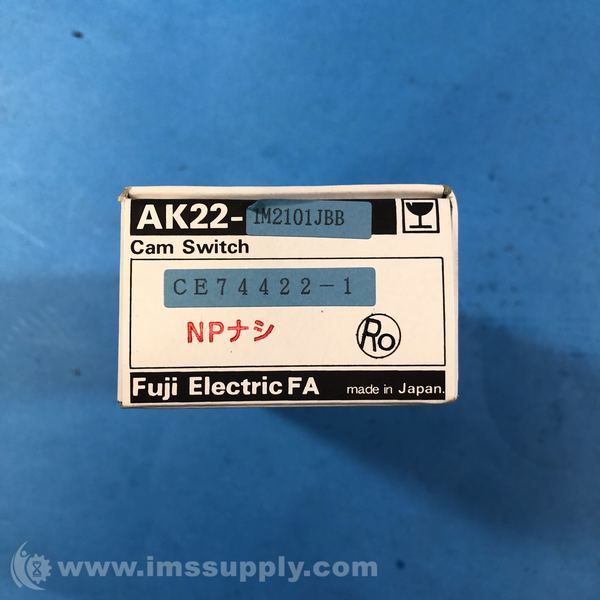 AK22-1M2101JBB
Cam Switch
CE74422-1
NPナシ
Ro
Fuji Electric FA made in Japan.
www.imssupply.com